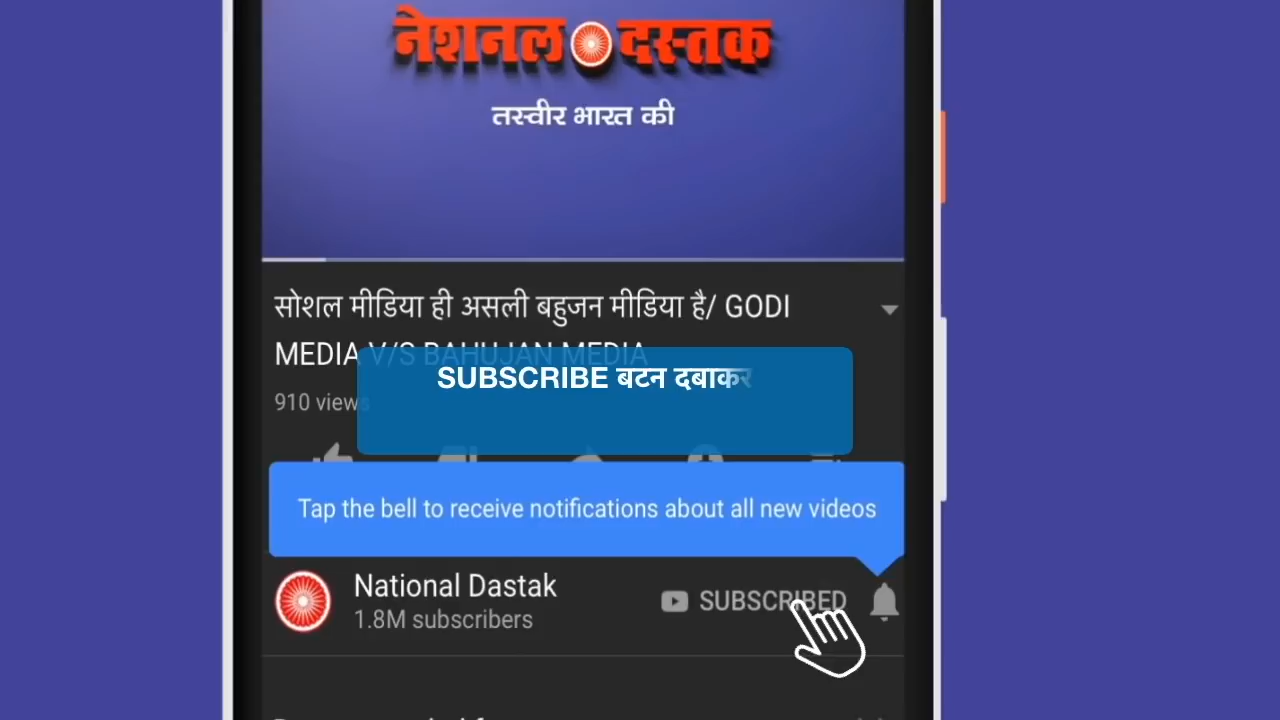 नेशनल दस्तक
तस्वीर भारत की
सोशल मीडिया ही असली बहुजन मीडिया है/ GODI
MEDIA V/S BAHUJAN MEDIA
910 views
SUBSCRIBE बटन दबाकर
Tap the bell to receive notifications about all new videos
National Dastak
SUBSCRIBED
1.8M subscribers